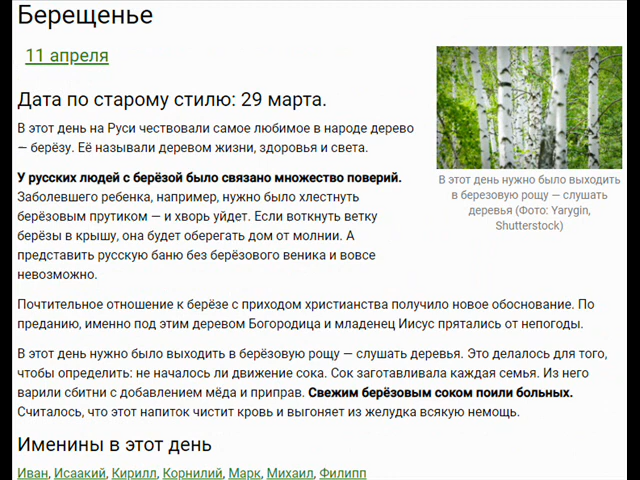 Берещенье
11 апреля
Дата по старому стилю: 29 марта.
В этот день на Руси чествовали самое любимое в народе дерево
— берёзу. Её называли деревом жизни, здоровья и света.
У русских людей с берёзой было связано множество поверий.
Заболевшего ребенка, например, нужно было хлестнуть
берёзовым прутиком — и хворь уйдет. Если воткнуть ветку
берёзы в крышу, она будет оберегать дом от молнии. А
представить русскую баню без берёзового веника и вовсе
невозможно.
В этот день нужно было выходить
в березовую рощу — слушать
деревья (Фото: Yarygin,
Shutterstock)
Почтительное отношение к берёзе с приходом христианства получило новое обоснование. По
преданию, именно под этим деревом Богородица и младенец Иисус прятались от непогоды.
В этот день нужно было выходить в берёзовую рощу — слушать деревья. Это делалось для того,
чтобы определить: не началось ли движение сока. Сок заготавливала каждая семья. Из него
варили сбитни с добавлением мёда и приправ. Свежим берёзовым соком поили больных.
Считалось, что этот напиток чистит кровь и выгоняет из желудка всякую немощь.
Именины в этот день
Иван, Исаакий, Кирилл, Корнилий, Марк, Михаил, Филипп